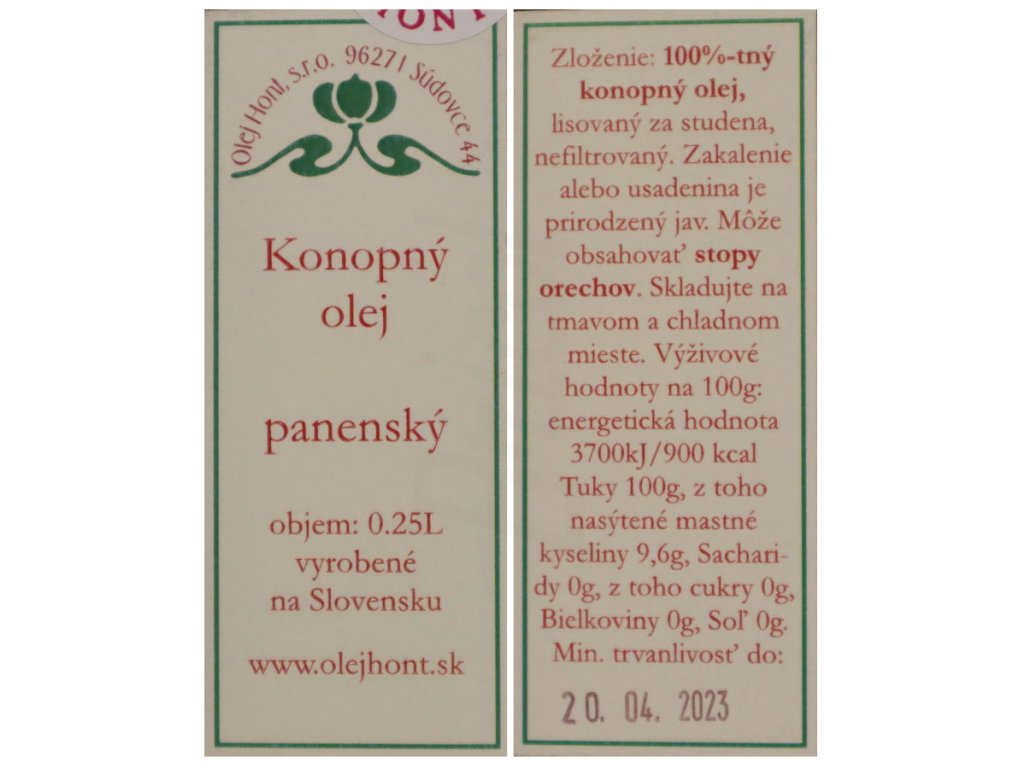 HONT
Olej Hont, s.r.o. 96271 Súdovce 44
Konopný
olej
panenský
objem: 0.25L
vyrobené
na Slovensku
www.olejhont.sk
Zloženie: 100%-tný
konopný olej,
lisovaný za studena,
nefiltrovaný. Zakalenie
alebo usadenina je
prirodzený jav. Môže
obsahovať stopy
orechov. Skladujte na
tmavom a chladnom
mieste. Výživové
hodnoty na 100g:
energetická hodnota
3700kJ/900 kcal
Tuky 100g, z toho
nasýtené mastné
kyseliny 9,6g, Sachari-
dy 0g, z toho cukry 0g,
Bielkoviny 0g, Soľ 0g.
Min. trvanlivosť do:
20. 04. 2023